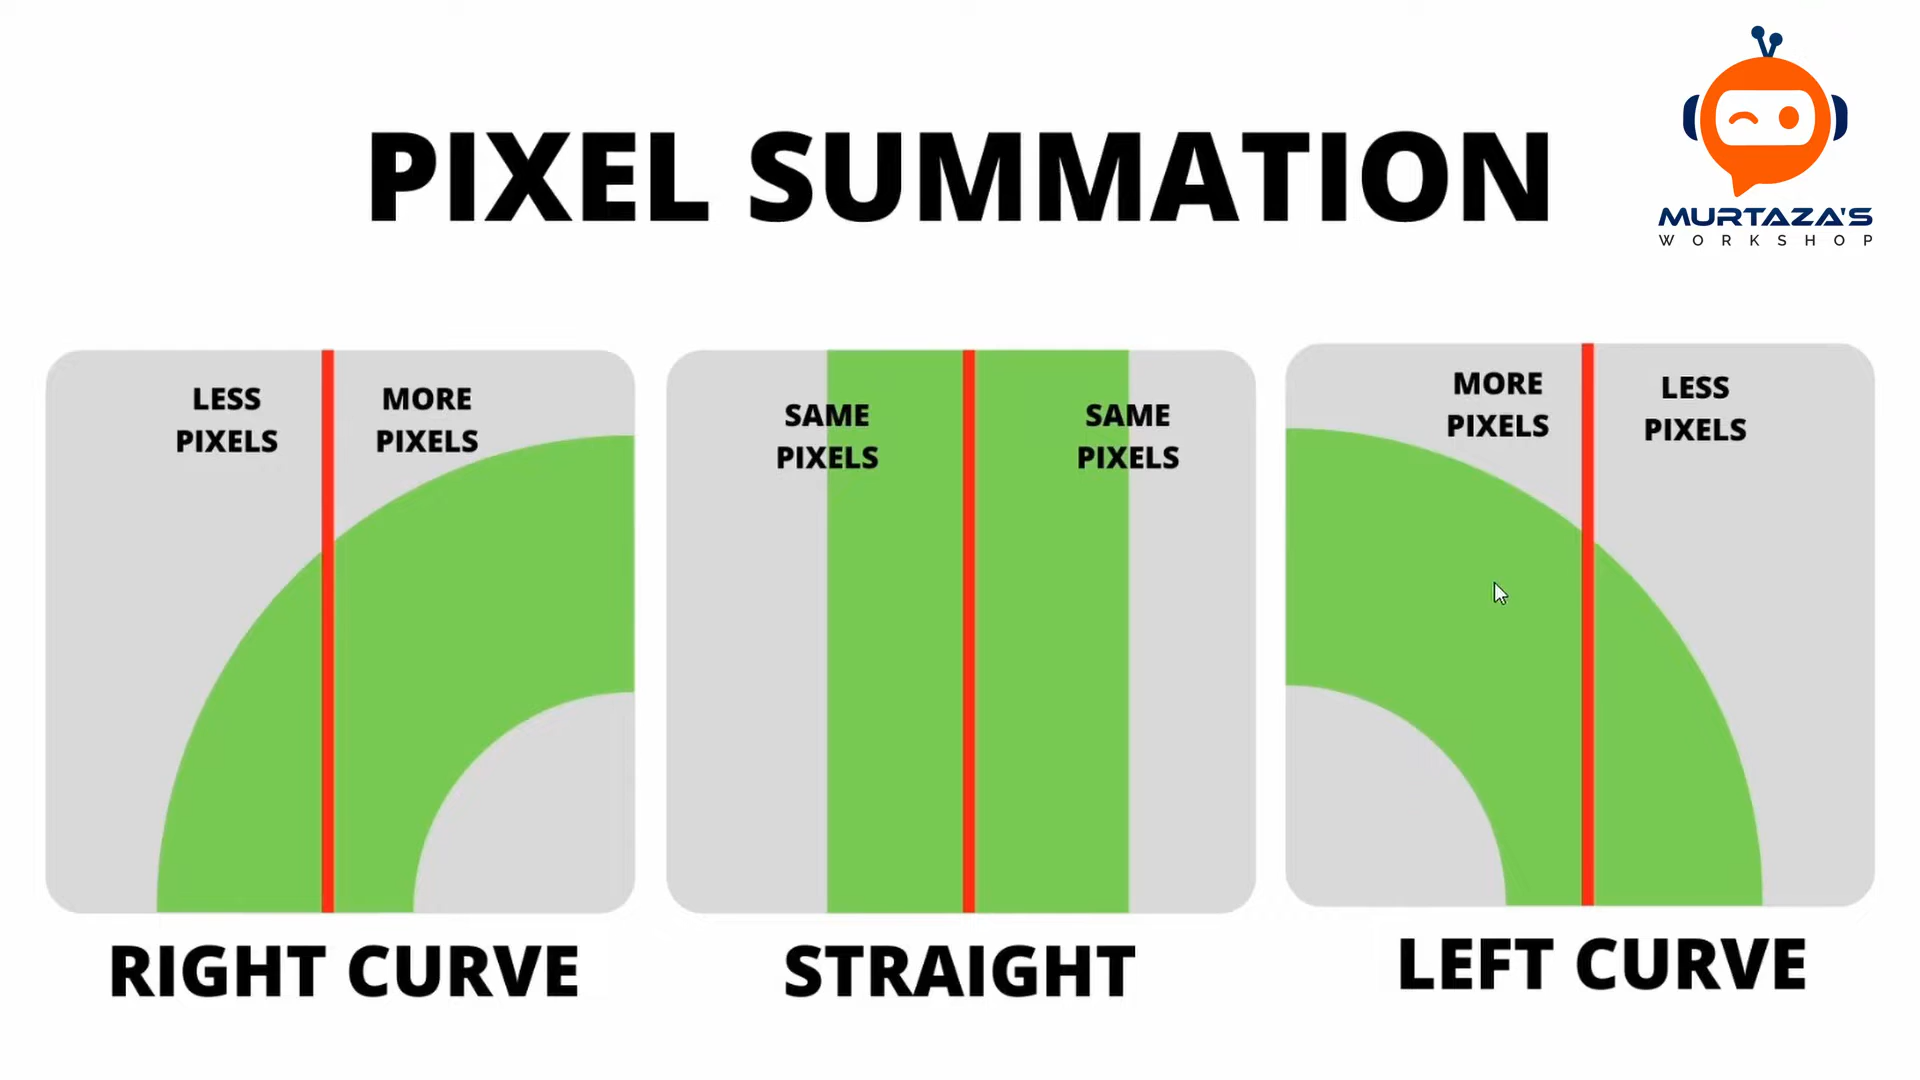 PIXEL SUMMATION
MURTAZA'S
WORKSHOP
LESS
PIXELS
MORE
PIXELS
SAME
PIXELS
SAME
PIXELS
MORE
PIXELS
LESS
PIXELS
RIGHT CURVE
STRAIGHT
LEFT CURVE